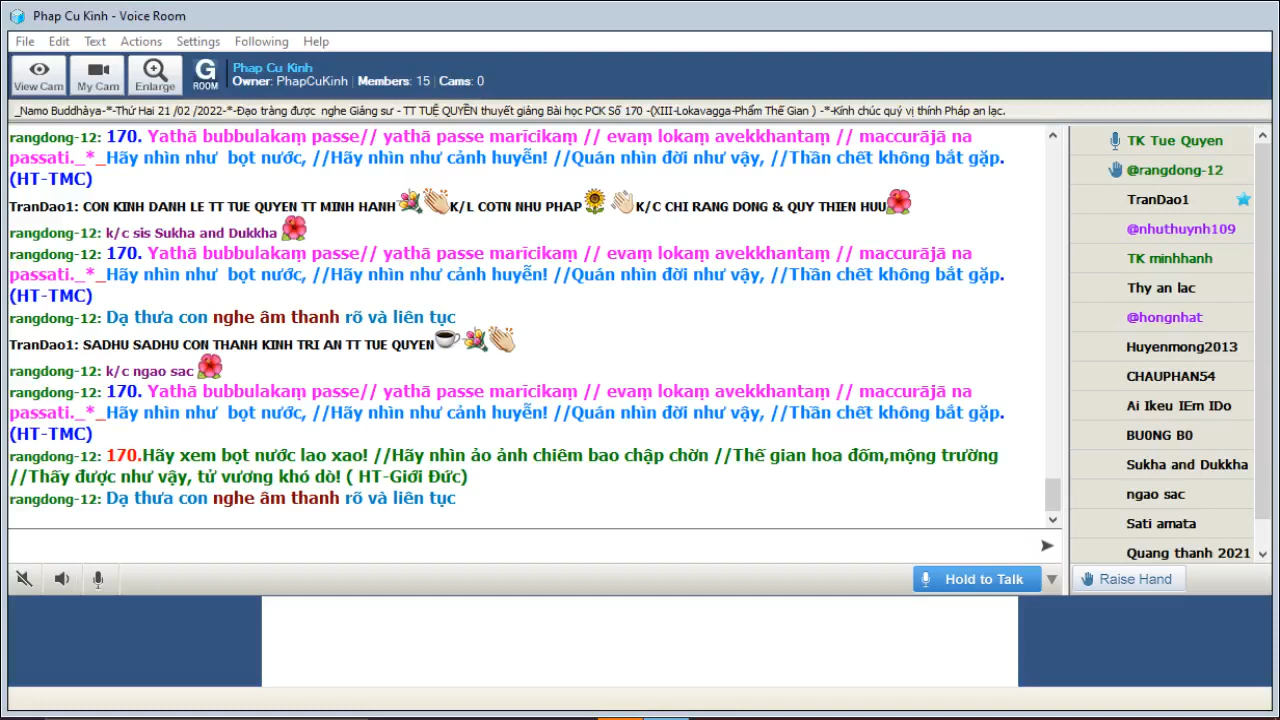 Phap Cu Kinh - Voice Room
File Edit Text Actions Settings Following Help
View Cam My Cam Enlarge G ROOM
Phap Cu Kinh
Owner: PhapCuKinh | Members: 15 | Cams: 0
_Namo Buddhàya-*-Thứ Hai 21 /02 /2022-*-Đạo tràng được nghe Giảng sư - TT TUỆ QUYỀN thuyết giảng Bài học PCK Số 170 -(XIII-Lokavagga-Phẩm Thế Gian ) -*-Kính chúc quý vị thính Pháp an lạc.
rangdong-12: 170. Yathā bubbulakaṃ passe// yathā passe marīcikaṃ // evaṃ lokaṃ avekkhantaṃ // maccurājā na
passati._*_Hãy nhìn như bọt nước, //Hãy nhìn như cảnh huyễn! //Quán nhìn đời như vậy, //Thần chết không bắt gặp.
(HT-TMC)
TranDao1: CON KINH DANH LE TT TUE QUYEN TT MINH HANH K/L COTN NHU PHAP K/C CHI RANG DONG & QUY THIEN HUU
rangdong-12: k/c sis Sukha and Dukkha
rangdong-12: 170. Yathā bubbulakaṃ passe// yathā passe marīcikaṃ // evaṃ lokaṃ avekkhantaṃ // maccurājā na
passati._*_Hãy nhìn như bọt nước, //Hãy nhìn như cảnh huyễn! //Quán nhìn đời như vậy, //Thần chết không bắt gặp.
(HT-TMC)
rangdong-12: Dạ thưa con nghe âm thanh rõ và liên tục
TranDao1: SADHU SADHU CON THANH KINH TRI AN TT TUE QUYEN
rangdong-12: k/c ngao sac
rangdong-12: 170. Yathā bubbulakaṃ passe// yathā passe marīcikaṃ // evaṃ lokaṃ avekkhantaṃ // maccurājā na
passati._*_Hãy nhìn như bọt nước, //Hãy nhìn như cảnh huyễn! //Quán nhìn đời như vậy, //Thần chết không bắt gặp.
(HT-TMC)
rangdong-12: 170.Hãy xem bọt nước lao xao! //Hãy nhìn ảo ảnh chiêm bao chập chờn //Thế gian hoa đốm,mộng trường
//Thấy được như vậy, tử vương khó dò! ( HT-Giới Đức)
rangdong-12: Dạ thưa con nghe âm thanh rõ và liên tục
TK Tue Quyen
@rangdong-12
TranDao1
@nhuthuynh109
TK minhhanh
Thy an lac
@hongnhat
Huyenmong2013
CHAUPHAN54
Ai Ikeu IEm IDo
BU0NG B0
Sukha and Dukkha
ngao sac
Sati amata
Quang thanh 2021
Hold to Talk
Raise Hand